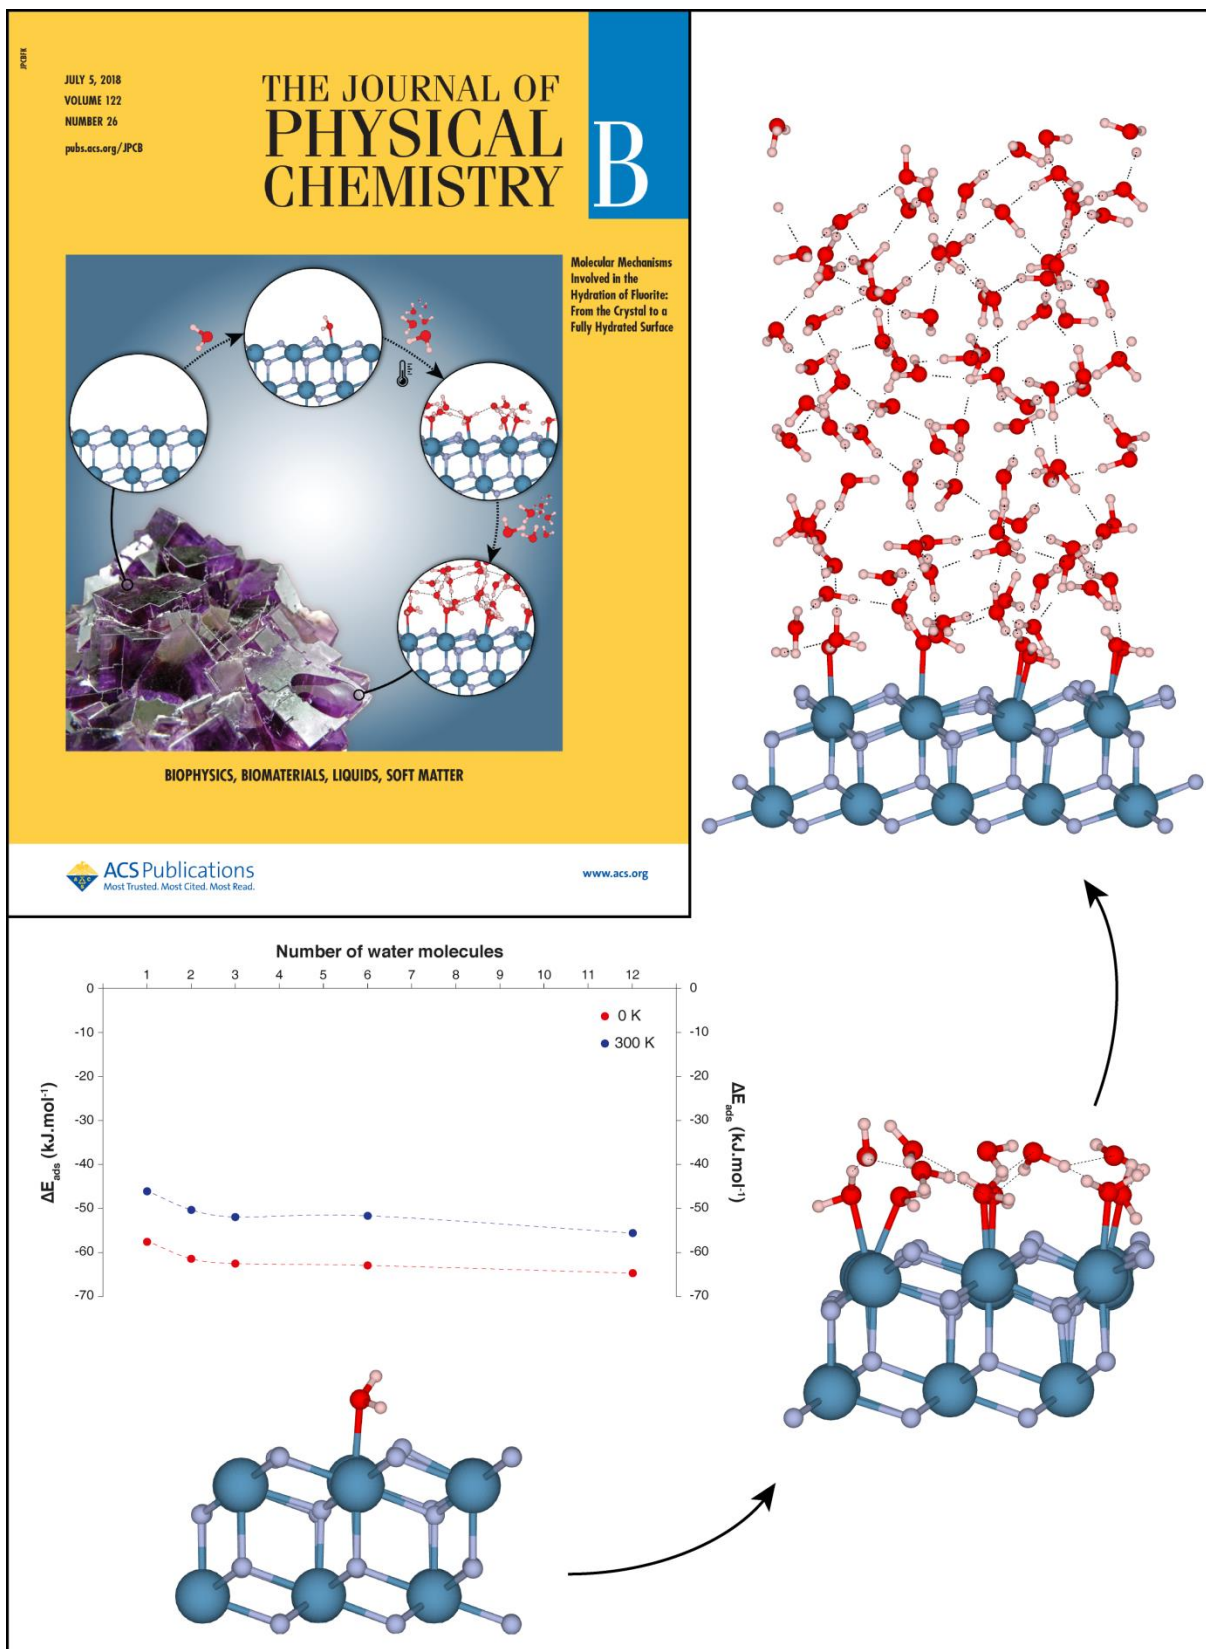 JPCBFK
JULY 5, 2018
VOLUME 122
NUMBER 26
pubs.acs.org/JPCB
THE JOURNAL OF
PHYSICAL
CHEMISTRY
B
Molecular Mechanisms
Involved in the
Hydration of Fluorite:
From the Crystal to a
Fully Hydrated Surface
BIOPHYSICS, BIOMATERIALS, LIQUIDS, SOFT MATTER
ACS Publications
Most Trusted. Most Cited. Most Read.
www.acs.org
Number of water molecules
1 2 3 4 5 6 7 8 9 10 11 12
0 0
-10 -10
-20 -20
-30 -30
-40 -40
-50 -50
-60 -60
-70 -70
0 K
300 K
ΔEads (kJ.mol-1)
ΔEads (kJ.mol-1)